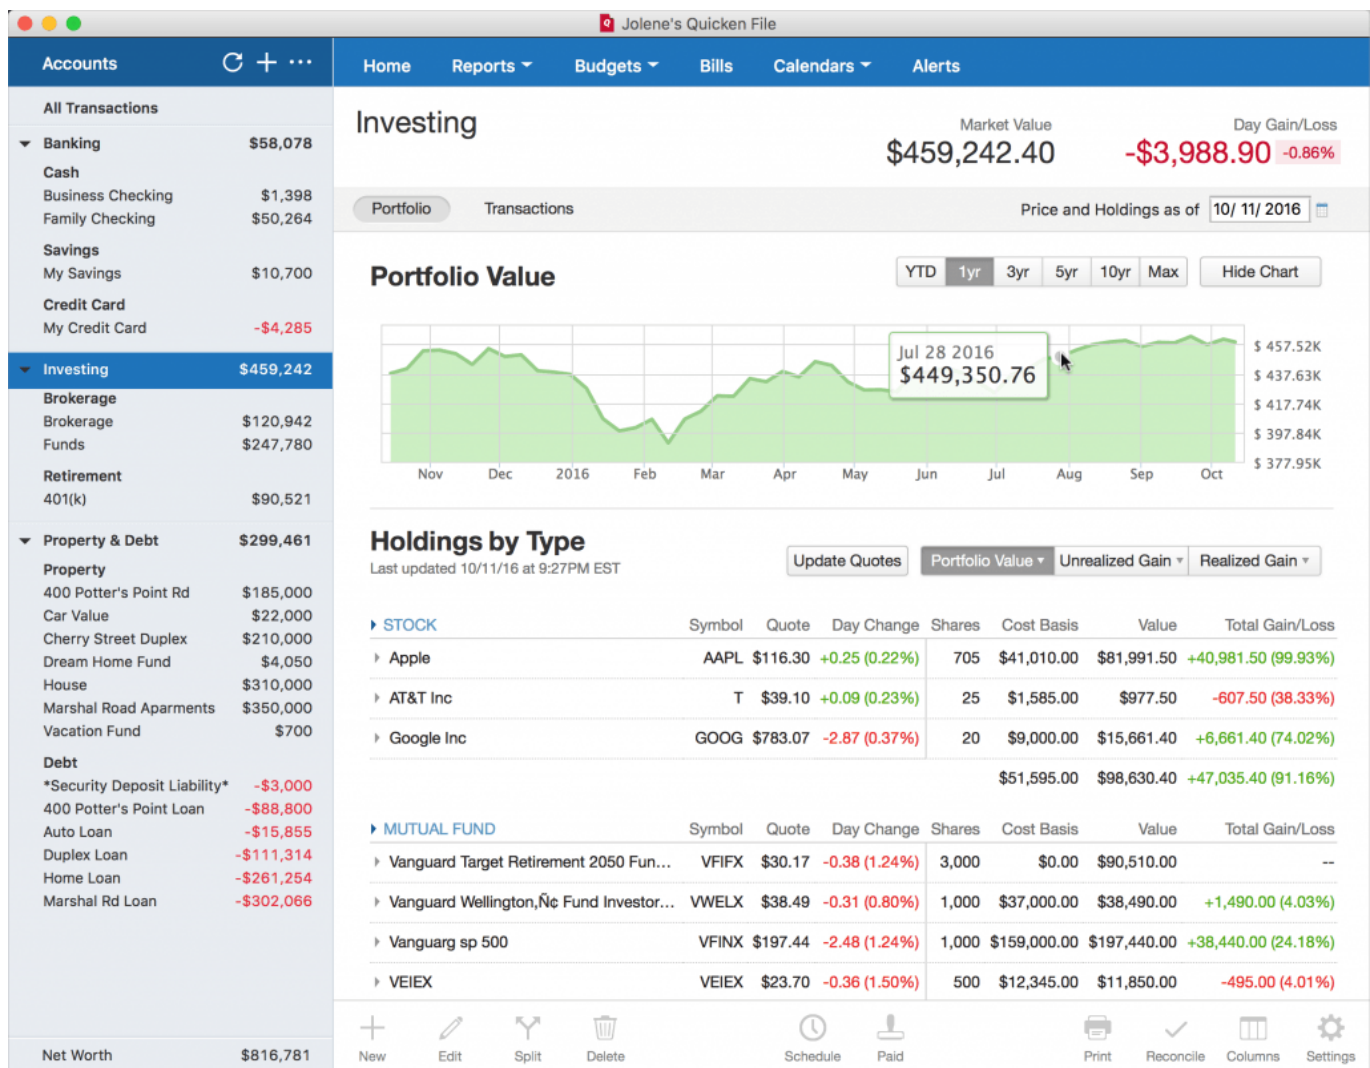 Jolene's Quicken File
Accounts
Home Reports Budgets Bills Calendars Alerts
All Transactions
Banking $58,078
Cash
Business Checking $1,398
Family Checking $50,264
Savings
My Savings $10,700
Credit Card
My Credit Card -$4,285
Investing $459,242
Brokerage
Brokerage $120,942
Funds $247,780
Retirement
401(k) $90,521
Property & Debt $299,461
Property
400 Potter's Point Rd $185,000
Car Value $22,000
Cherry Street Duplex $210,000
Dream Home Fund $4,050
House $310,000
Marshal Road Aparments $350,000
Vacation Fund $700
Debt
*Security Deposit Liability* -$3,000
400 Potter's Point Loan -$88,800
Auto Loan -$15,855
Duplex Loan -$111,314
Home Loan -$261,254
Marshal Rd Loan -$302,066
Net Worth $816,781
Investing
Market Value Day Gain/Loss
$459,242.40 -$3,988.90 -0.86%
Portfolio Transactions Price and Holdings as of 10/ 11/ 2016
Portfolio Value YTD 1yr 3yr 5yr 10yr Max Hide Chart
Jul 28 2016
$449,350.76
$ 457.52K
$ 437.63K
$ 417.74K
$ 397.84K
$ 377.95K
Nov Dec 2016 Feb Mar Apr May Jun Jul Aug Sep Oct
Holdings by Type
Last updated 10/11/16 at 9:27PM EST
Update Quotes Portfolio Value Unrealized Gain Realized Gain
STOCK Symbol Quote Day Change Shares Cost Basis Value Total Gain/Loss
Apple AAPL $116.30 +0.25 (0.22%) 705 $41,010.00 $81,991.50 +40,981.50 (99.93%)
AT&T Inc T $39.10 +0.09 (0.23%) 25 $1,585.00 $977.50 -607.50 (38.33%)
Google Inc GOOG $783.07 -2.87 (0.37%) 20 $9,000.00 $15,661.40 +6,661.40 (74.02%)
$51,595.00 $98,630.40 +47,035.40 (91.16%)
MUTUAL FUND Symbol Quote Day Change Shares Cost Basis Value Total Gain/Loss
Vanguard Target Retirement 2050 Fun... VFIFX $30.17 -0.38 (1.24%) 3,000 $0.00 $90,510.00 --
Vanguard Wellington‚Ñ¢ Fund Investor... VWELX $38.49 -0.31 (0.80%) 1,000 $37,000.00 $38,490.00 +1,490.00 (4.03%)
Vanguarg sp 500 VFINX $197.44 -2.48 (1.24%) 1,000 $159,000.00 $197,440.00 +38,440.00 (24.18%)
VEIEX VEIEX $23.70 -0.36 (1.50%) 500 $12,345.00 $11,850.00 -495.00 (4.01%)
New Edit Split Delete Schedule Paid Print Reconcile Columns Settings